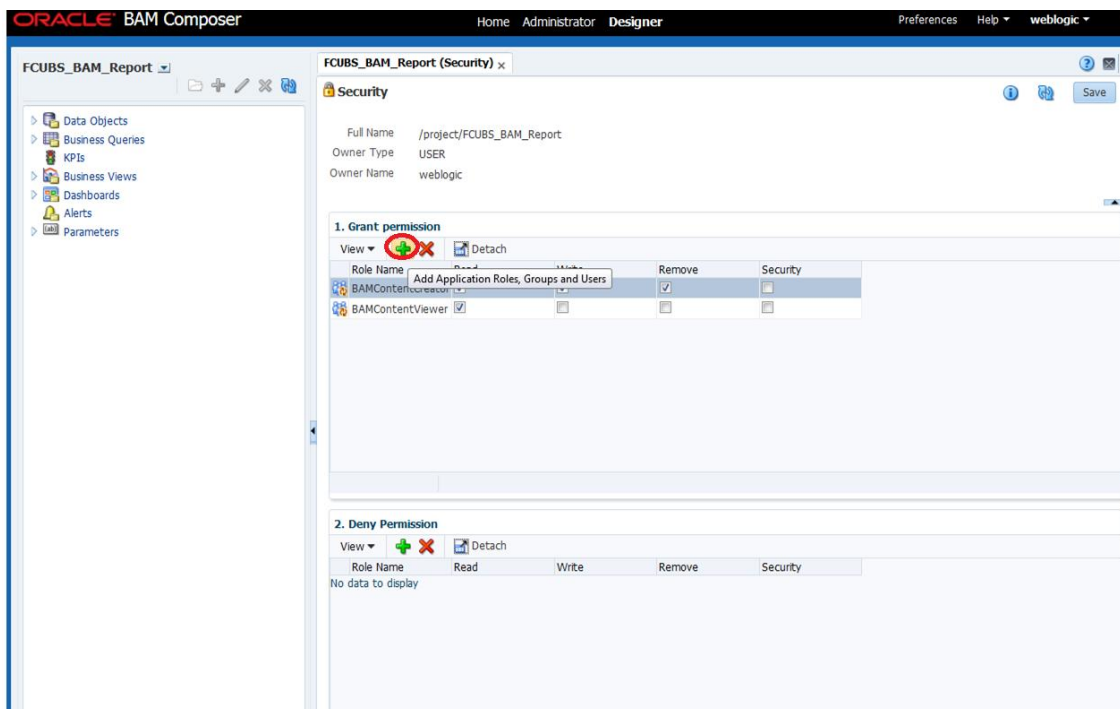 ORACLE BAM Composer
Home Administrator Designer
Preferences Help weblogic
FCUBS_BAM_Report
Data Objects
Business Queries
KPIs
Business Views
Dashboards
Alerts
Parameters
FCUBS_BAM_Report (Security) x
Security
Save
Full Name /project/FCUBS_BAM_Report
Owner Type USER
Owner Name weblogic
1. Grant permission
View Detach
Role Name Remove Security
Add Application Roles, Groups and Users
BAMContentCreator
BAMContentViewer
2. Deny Permission
View Detach
Role Name Read Write Remove Security
No data to display